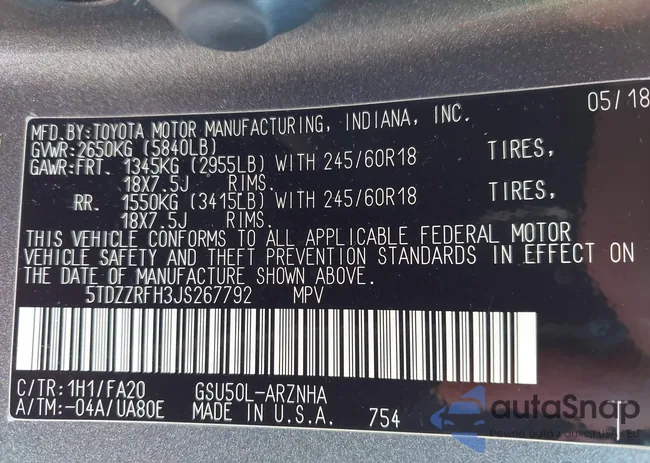 05/18
MFD.BY:TOYOTA MOTOR MANUFACTURING, INDIANA, INC.
GVWR:2650KG (5840LB)
GAWR:FRT. 1345KG (2955LB) WITH 245/60R18 TIRES,
18X7.5J RIMS.
RR. 1550KG (3415LB) WITH 245/60R18 TIRES,
18X7.5J RIMS.
THIS VEHICLE CONFORMS TO ALL APPLICABLE FEDERAL MOTOR
VEHICLE SAFETY AND THEFT PREVENTION STANDARDS IN EFFECT ON
THE DATE OF MANUFACTURE SHOWN ABOVE.
5TDZZRFH3JS267792 MPV
C/TR:1H1/FA20 GSU50L-ARZNHA
A/TM:-04A/UA80E MADE IN U.S.A. 754
autoSnap